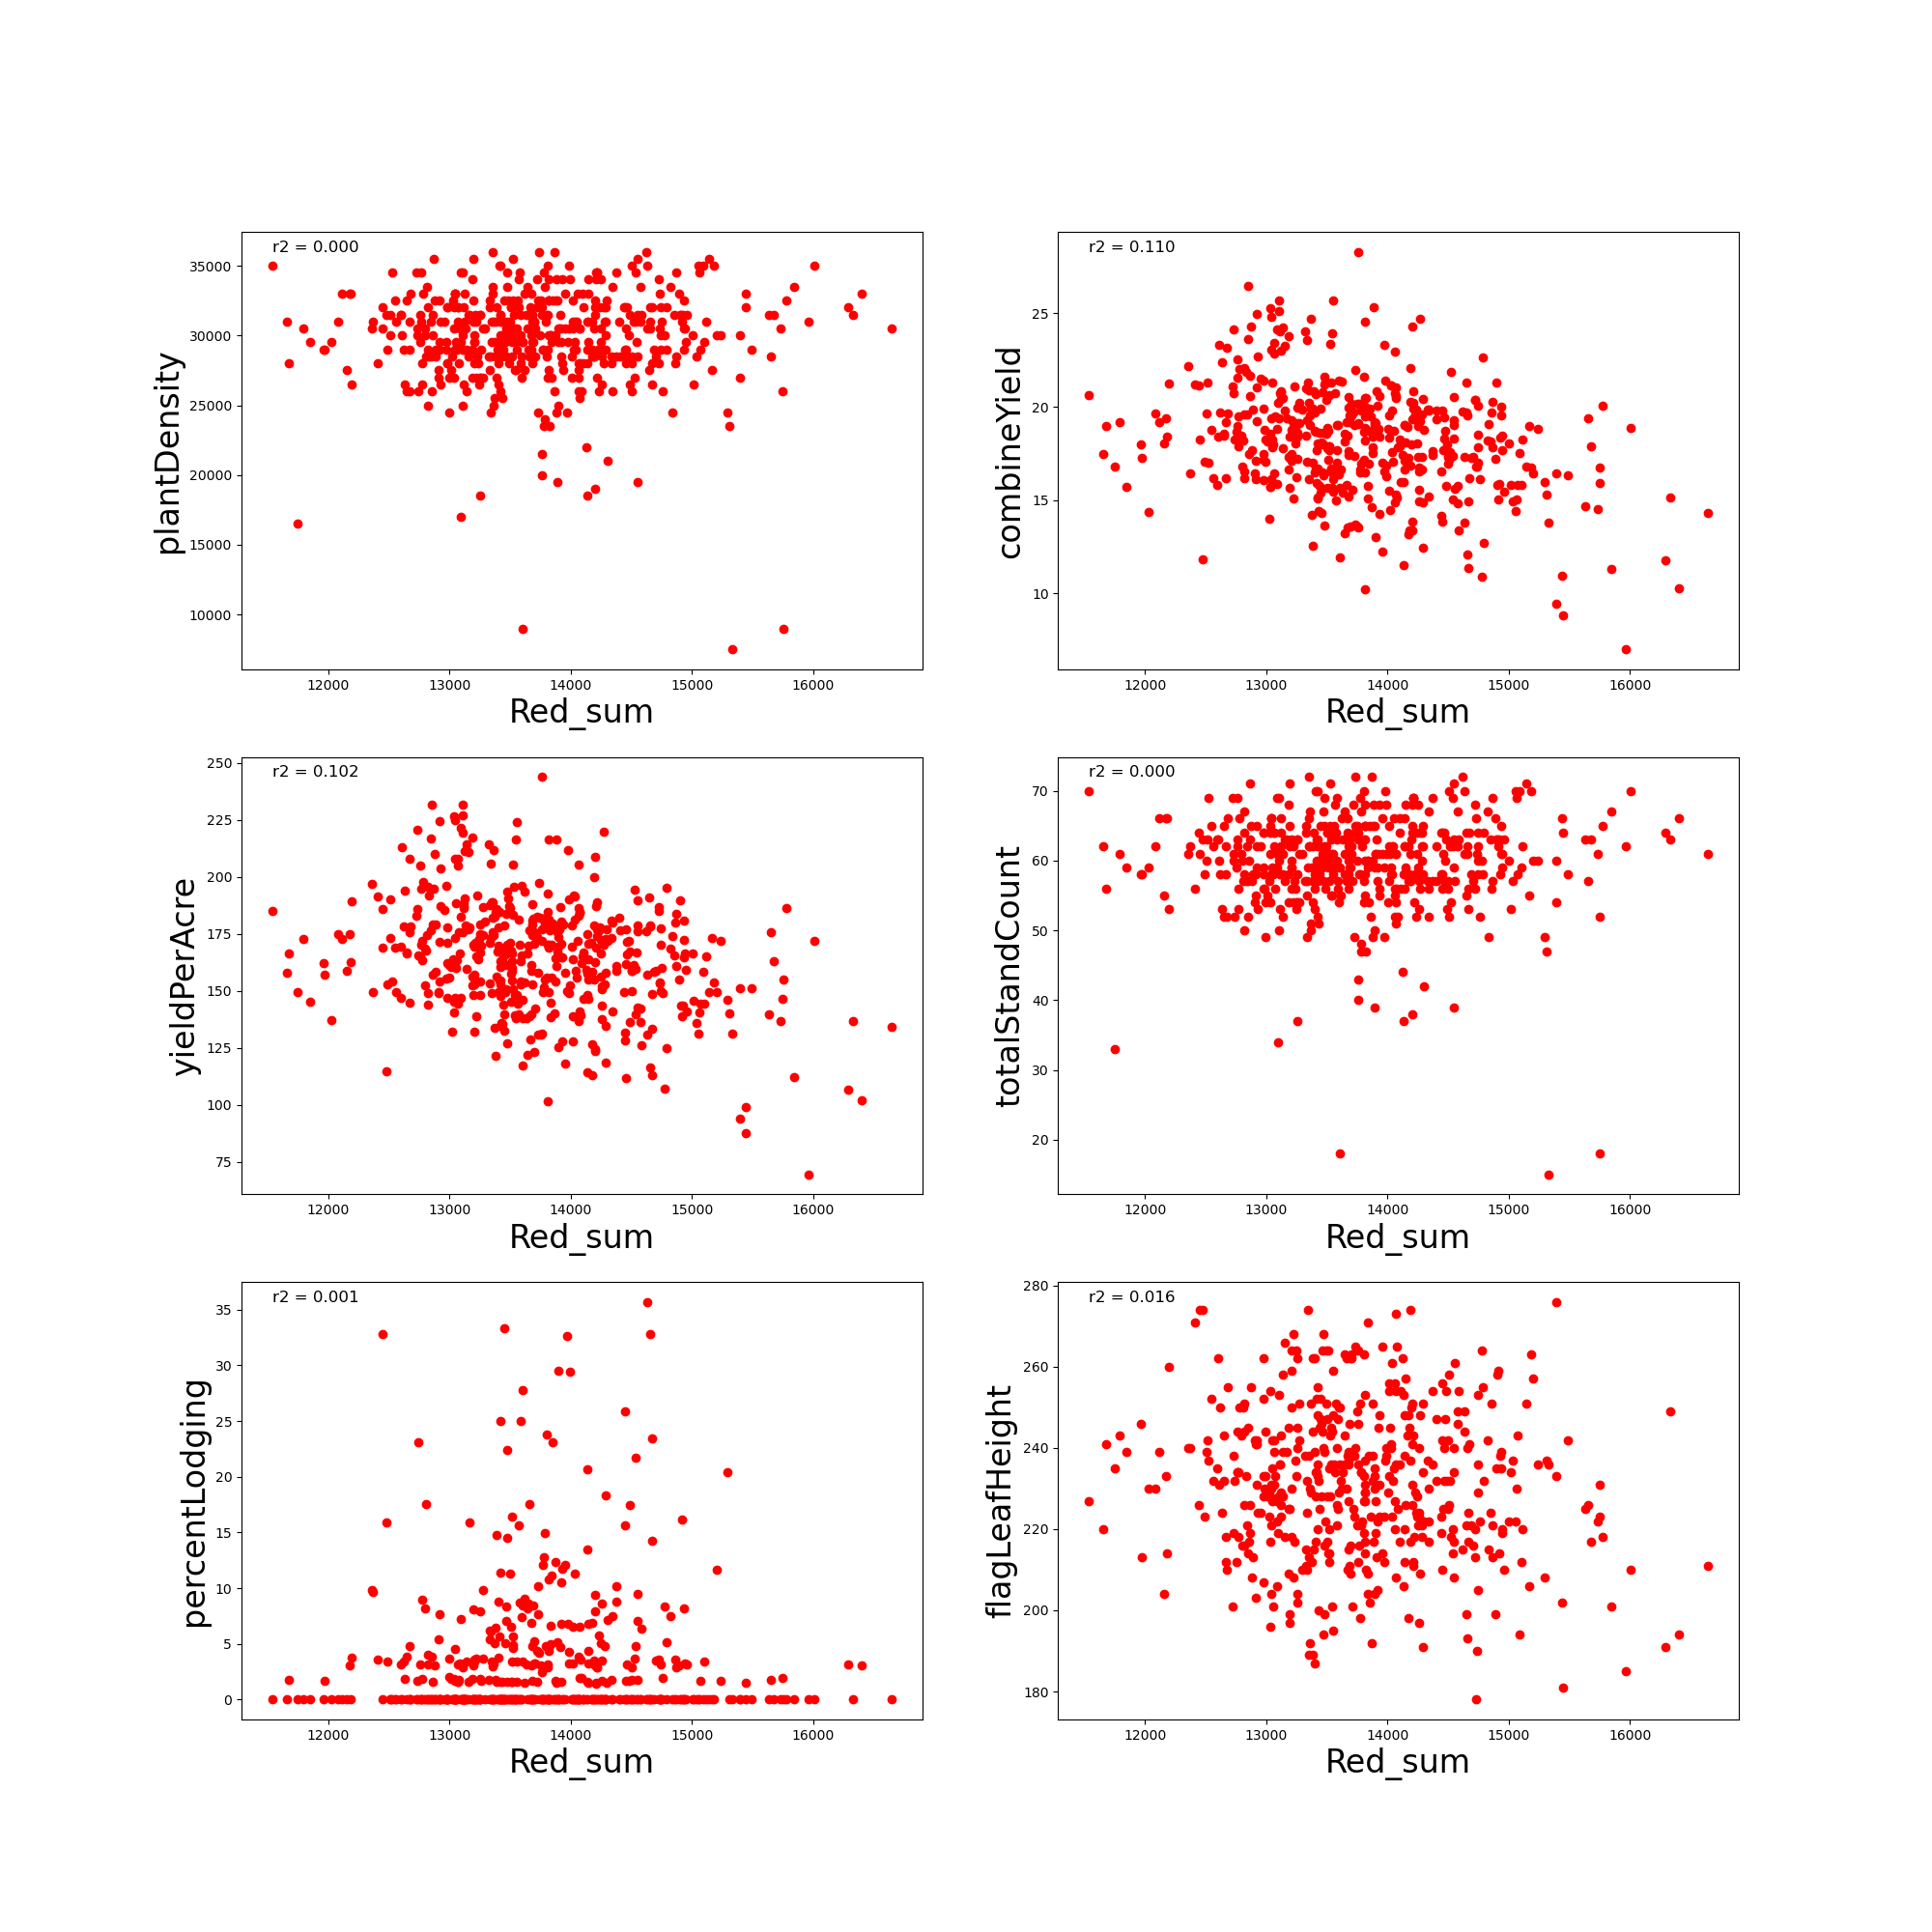 r2 = 0.000
35000
30000
25000
20000
15000
10000
plantDensity
12000 13000 14000 15000 16000
Red_sum
r2 = 0.110
25
20
15
10
combineYield
12000 13000 14000 15000 16000
Red_sum
r2 = 0.102
250
225
200
175
150
125
100
75
yieldPerAcre
12000 13000 14000 15000 16000
Red_sum
r2 = 0.000
70
60
50
40
30
20
totalStandCount
12000 13000 14000 15000 16000
Red_sum
r2 = 0.001
35
30
25
20
15
10
5
0
percentLodging
12000 13000 14000 15000 16000
Red_sum
r2 = 0.016
280
260
240
220
200
180
flagLeafHeight
12000 13000 14000 15000 16000
Red_sum